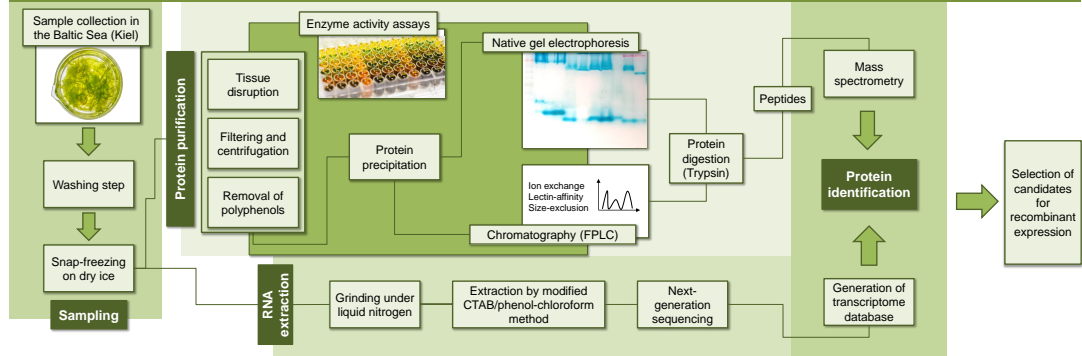 Sample collection in
the Baltic Sea (Kiel)
Washing step
Snap-freezing
on dry ice
Sampling
Protein purification
Tissue
disruption
Filtering and
centrifugation
Removal of
polyphenols
Enzyme activity assays
Protein
precipitation
Native gel electrophoresis
Ion exchange
Lectin-affinity
Size-exclusion
Chromatography (FPLC)
Protein
digestion
(Trypsin)
Peptides
Mass
spectrometry
Protein
identification
Generation of
transcriptome
database
RNA
extraction
Grinding under
liquid nitrogen
Extraction by modified
CTAB/phenol-chloroform
method
Next-
generation
sequencing
Selection of
candidates
for
recombinant
expression